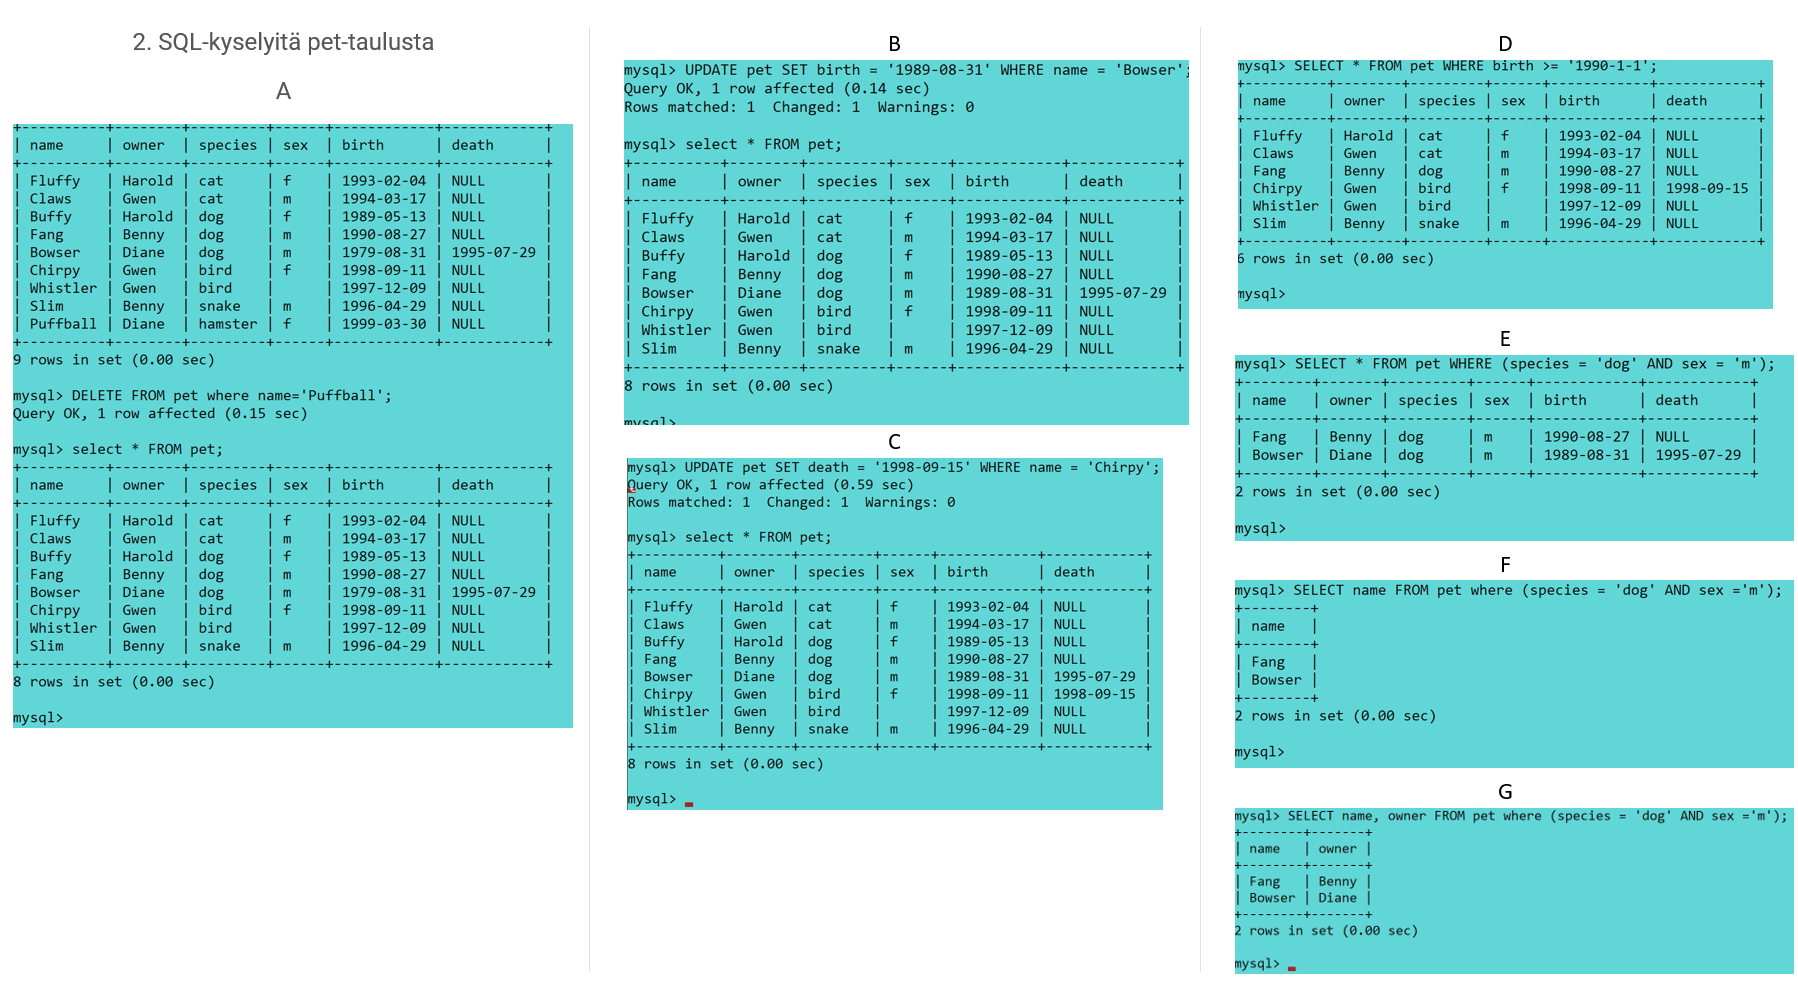 2. SQL-kyselyitä pet-taulusta
A
+----------+--------+---------+------+------------+------------+
| name     | owner  | species | sex  | birth      | death      |
+----------+--------+---------+------+------------+------------+
| Fluffy   | Harold | cat     | f    | 1993-02-04 | NULL       |
| Claws    | Gwen   | cat     | m    | 1994-03-17 | NULL       |
| Buffy    | Harold | dog     | f    | 1989-05-13 | NULL       |
| Fang     | Benny  | dog     | m    | 1990-08-27 | NULL       |
| Bowser   | Diane  | dog     | m    | 1979-08-31 | 1995-07-29 |
| Chirpy   | Gwen   | bird    | f    | 1998-09-11 | NULL       |
| Whistler | Gwen   | bird    |      | 1997-12-09 | NULL       |
| Slim     | Benny  | snake   | m    | 1996-04-29 | NULL       |
| Puffball | Diane  | hamster | f    | 1999-03-30 | NULL       |
+----------+--------+---------+------+------------+------------+
9 rows in set (0.00 sec)
mysql> DELETE FROM pet where name='Puffball';
Query OK, 1 row affected (0.15 sec)
mysql> select * FROM pet;
+----------+--------+---------+------+------------+------------+
| name     | owner  | species | sex  | birth      | death      |
+----------+--------+---------+------+------------+------------+
| Fluffy   | Harold | cat     | f    | 1993-02-04 | NULL       |
| Claws    | Gwen   | cat     | m    | 1994-03-17 | NULL       |
| Buffy    | Harold | dog     | f    | 1989-05-13 | NULL       |
| Fang     | Benny  | dog     | m    | 1990-08-27 | NULL       |
| Bowser   | Diane  | dog     | m    | 1979-08-31 | 1995-07-29 |
| Chirpy   | Gwen   | bird    | f    | 1998-09-11 | NULL       |
| Whistler | Gwen   | bird    |      | 1997-12-09 | NULL       |
| Slim     | Benny  | snake   | m    | 1996-04-29 | NULL       |
+----------+--------+---------+------+------------+------------+
8 rows in set (0.00 sec)
mysql>
B
mysql> UPDATE pet SET birth = '1989-08-31' WHERE name = 'Bowser';
Query OK, 1 row affected (0.14 sec)
Rows matched: 1  Changed: 1  Warnings: 0
mysql> select * FROM pet;
+----------+--------+---------+------+------------+------------+
| name     | owner  | species | sex  | birth      | death      |
+----------+--------+---------+------+------------+------------+
| Fluffy   | Harold | cat     | f    | 1993-02-04 | NULL       |
| Claws    | Gwen   | cat     | m    | 1994-03-17 | NULL       |
| Buffy    | Harold | dog     | f    | 1989-05-13 | NULL       |
| Fang     | Benny  | dog     | m    | 1990-08-27 | NULL       |
| Bowser   | Diane  | dog     | m    | 1989-08-31 | 1995-07-29 |
| Chirpy   | Gwen   | bird    | f    | 1998-09-11 | NULL       |
| Whistler | Gwen   | bird    |      | 1997-12-09 | NULL       |
| Slim     | Benny  | snake   | m    | 1996-04-29 | NULL       |
+----------+--------+---------+------+------------+------------+
8 rows in set (0.00 sec)
mysql>
C
mysql> UPDATE pet SET death = '1998-09-15' WHERE name = 'Chirpy';
Query OK, 1 row affected (0.59 sec)
Rows matched: 1  Changed: 1  Warnings: 0
mysql> select * FROM pet;
+----------+--------+---------+------+------------+------------+
| name     | owner  | species | sex  | birth      | death      |
+----------+--------+---------+------+------------+------------+
| Fluffy   | Harold | cat     | f    | 1993-02-04 | NULL       |
| Claws    | Gwen   | cat     | m    | 1994-03-17 | NULL       |
| Buffy    | Harold | dog     | f    | 1989-05-13 | NULL       |
| Fang     | Benny  | dog     | m    | 1990-08-27 | NULL       |
| Bowser   | Diane  | dog     | m    | 1989-08-31 | 1995-07-29 |
| Chirpy   | Gwen   | bird    | f    | 1998-09-11 | 1998-09-15 |
| Whistler | Gwen   | bird    |      | 1997-12-09 | NULL       |
| Slim     | Benny  | snake   | m    | 1996-04-29 | NULL       |
+----------+--------+---------+------+------------+------------+
8 rows in set (0.00 sec)
mysql>
D
mysql> SELECT * FROM pet WHERE birth >= '1990-1-1';
+----------+--------+---------+------+------------+------------+
| name     | owner  | species | sex  | birth      | death      |
+----------+--------+---------+------+------------+------------+
| Fluffy   | Harold | cat     | f    | 1993-02-04 | NULL       |
| Claws    | Gwen   | cat     | m    | 1994-03-17 | NULL       |
| Fang     | Benny  | dog     | m    | 1990-08-27 | NULL       |
| Chirpy   | Gwen   | bird    | f    | 1998-09-11 | 1998-09-15 |
| Whistler | Gwen   | bird    |      | 1997-12-09 | NULL       |
| Slim     | Benny  | snake   | m    | 1996-04-29 | NULL       |
+----------+--------+---------+------+------------+------------+
6 rows in set (0.00 sec)
mysql>
E
mysql> SELECT * FROM pet WHERE (species = 'dog' AND sex = 'm');
+--------+-------+---------+------+------------+------------+
| name   | owner | species | sex  | birth      | death      |
+--------+-------+---------+------+------------+------------+
| Fang   | Benny | dog     | m    | 1990-08-27 | NULL       |
| Bowser | Diane | dog     | m    | 1989-08-31 | 1995-07-29 |
+--------+-------+---------+------+------------+------------+
2 rows in set (0.00 sec)
mysql>
F
mysql> SELECT name FROM pet where (species = 'dog' AND sex ='m');
+--------+
| name   |
+--------+
| Fang   |
| Bowser |
+--------+
2 rows in set (0.00 sec)
mysql>
G
mysql> SELECT name, owner FROM pet where (species = 'dog' AND sex ='m');
+--------+-------+
| name   | owner |
+--------+-------+
| Fang   | Benny |
| Bowser | Diane |
+--------+-------+
2 rows in set (0.00 sec)
mysql>